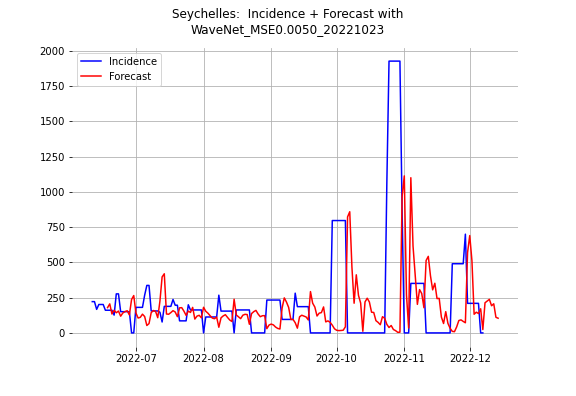 Seychelles:  Incidence + Forecast with
WaveNet_MSE0.0050_20221023
Incidence
Forecast
2000
1750
1500
1250
1000
750
500
250
0
2022-07 2022-08 2022-09 2022-10 2022-11 2022-12